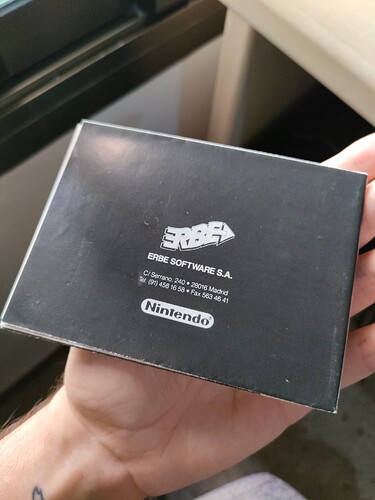 ERBE
ERBE SOFTWARE S.A.
C/ Serrano, 240 • 28016 Madrid
Tel. (91) 458 16 58 • Fax 563 46 41
Nintendo®